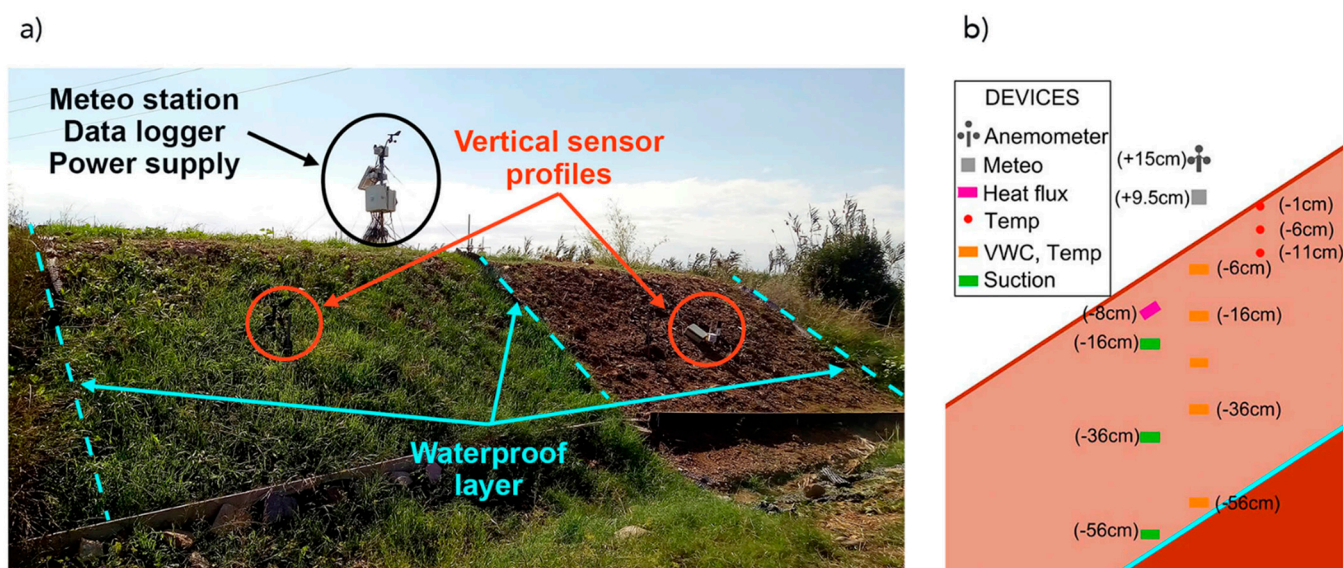 a)
Meteo station
Data logger
Power supply
Vertical sensor
profiles
Waterproof
layer
b)
DEVICES
Anemometer
Meteo
Heat flux
Temp
VWC, Temp
Suction
(+15cm)
(+9.5cm)
(-1cm)
(-6cm)
(-11cm)
(-6cm)
(-8cm)
(-16cm)
(-16cm)
(-36cm)
(-36cm)
(-56cm)
(-56cm)